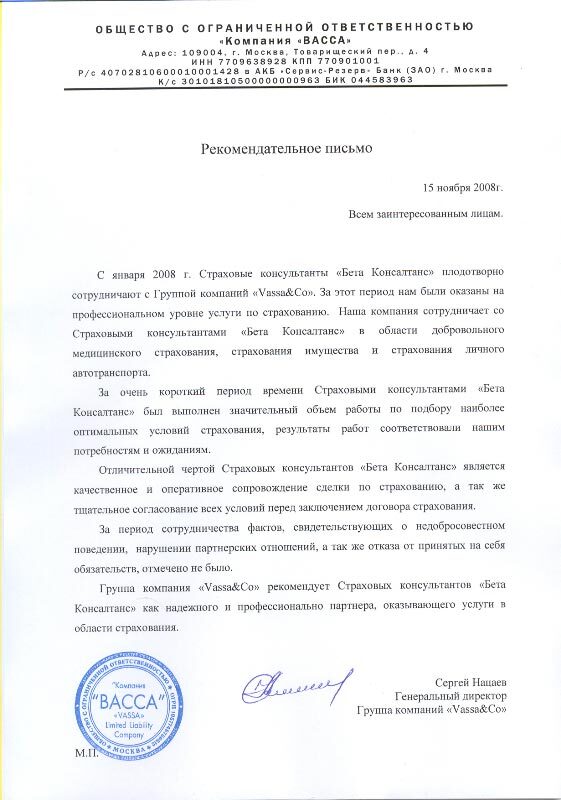 ОБЩЕСТВО С ОГРАНИЧЕННОЙ ОТВЕТСТВЕННОСТЬЮ
«Компания «ВАССА»
Адрес: 109004, г. Москва, Товарищеский пер., д. 4
ИНН 7709638928 КПП 770901001
Р/с 40702810600010001428 в АКБ «Сервис-Резерв» Банк (ЗАО) г. Москва
К/с 30101810500000000963 БИК 044583963
Рекомендательное письмо
15 ноября 2008г.
Всем заинтересованным лицам.
С января 2008 г. Страховые консультанты «Бета Консалтанс» плодотворно
сотрудничают с Группой компаний «Vassa&Co». За этот период нам были оказаны на
профессиональном уровне услуги по страхованию. Наша компания сотрудничает со
Страховыми консультантами «Бета Консалтанс» в области добровольного
медицинского страхования, страхования имущества и страхования личного
автотранспорта.
За очень короткий период времени Страховыми консультантами «Бета
Консалтанс» был выполнен значительный объем работы по подбору наиболее
оптимальных условий страхования, результаты работ соответствовали нашим
потребностям и ожиданиям.
Отличительной чертой Страховых консультантов «Бета Консалтанс» является
качественное и оперативное сопровождение сделки по страхованию, а так же
тщательное согласование всех условий перед заключением договора страхования.
За период сотрудничества фактов, свидетельствующих о недобросовестном
поведении, нарушении партнерских отношений, а так же отказа от принятых на себя
обязательств, отмечено не было.
Группа компания «Vassa&Co» рекомендует Страховых консультантов «Бета
Консалтанс» как надежного и профессионально партнера, оказывающего услуги в
области страхования.
Сергей Нацаев
Генеральный директор
Группа компаний «Vassa&Co»
ОБЩЕСТВО С ОГРАНИЧЕННОЙ ОТВЕТСТВЕННОСТЬЮ
МОСКВА
"Компания
"ВАССА"
«VASSA»
Limited Liability
Company
М.П.